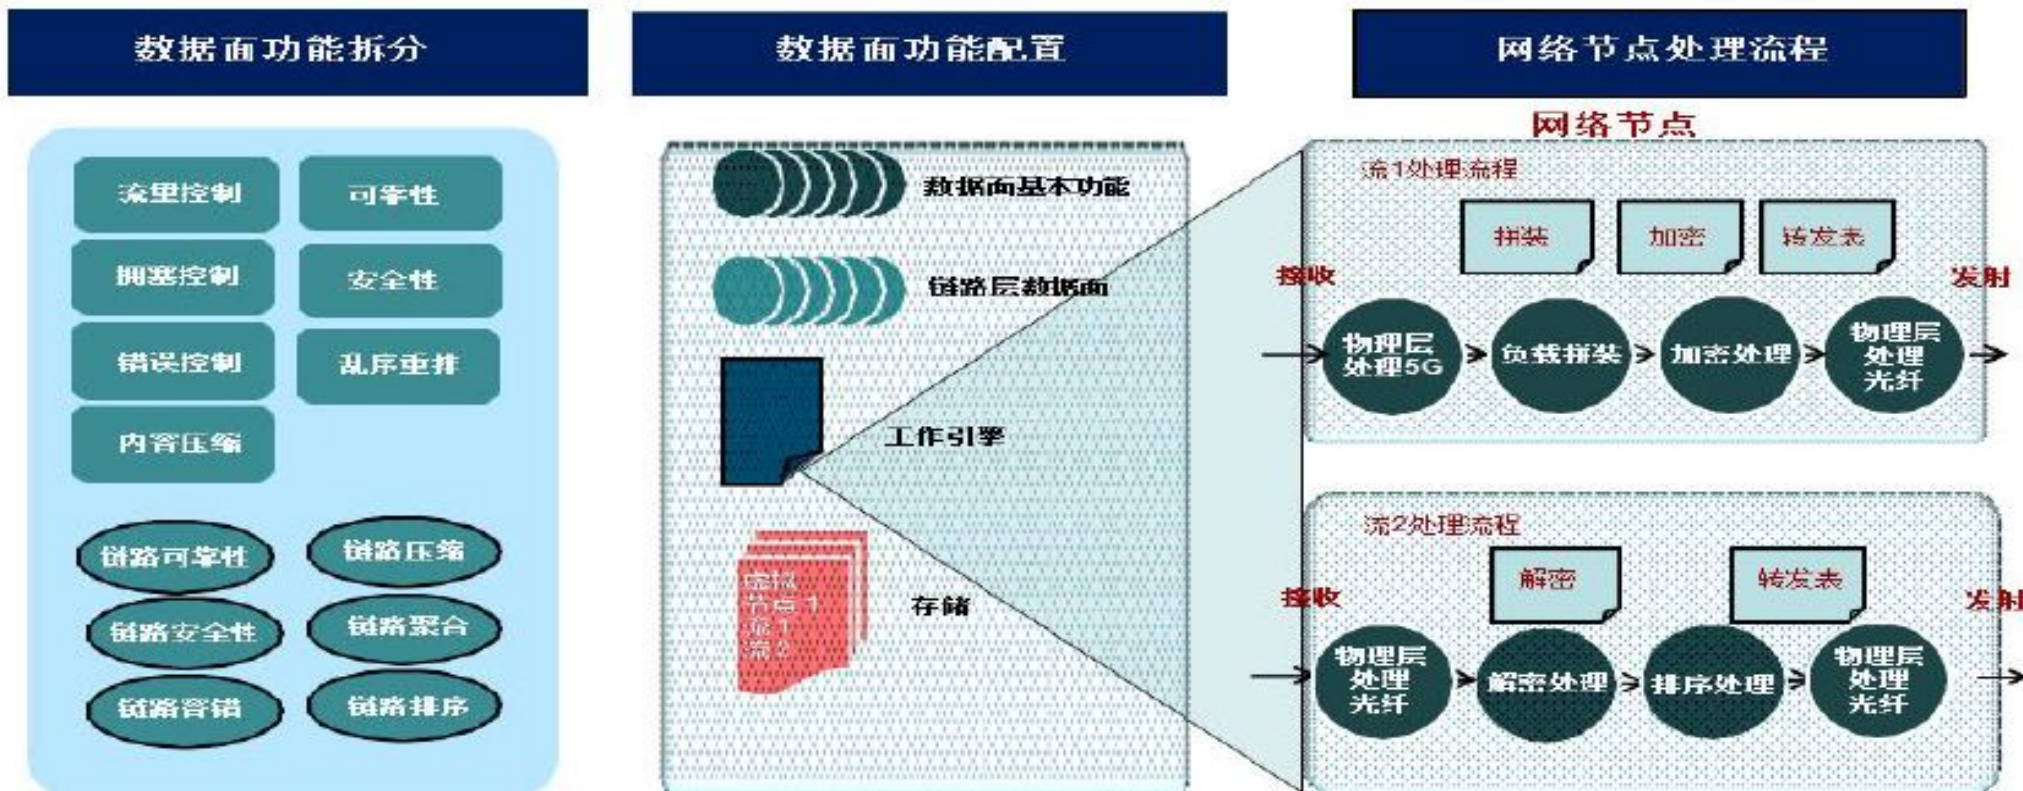 数据面功能拆分
流里控制
可靠性
拥塞控制
安全性
错误控制
乱序重排
内容压缩
链路可靠性
链路压缩
链路安全性
链路聚合
链路容错
链路排序
数据面功能配置
数据面基本功能
链路层数据面
工作引擎
虚拟
节点1
流1
流2
存储
网络节点处理流程
网络节点
流1处理流程
拼装
加密
转发表
接收
发射
物理层
处理5G
负载拼装
加密处理
物理层
处理
光纤
流2处理流程
解密
转发表
接收
发射
物理层
处理
光纤
解密处理
排序处理
物理层
处理
光纤